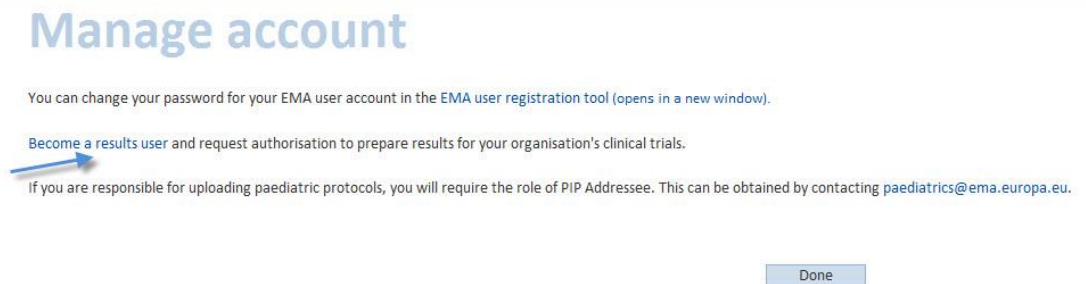 Manage account
You can change your password for your EMA user account in the EMA user registration tool (opens in a new window).
Become a results user and request authorisation to prepare results for your organisation's clinical trials.
If you are responsible for uploading paediatric protocols, you will require the role of PIP Addressee. This can be obtained by contacting paediatrics@ema.europa.eu.
Done